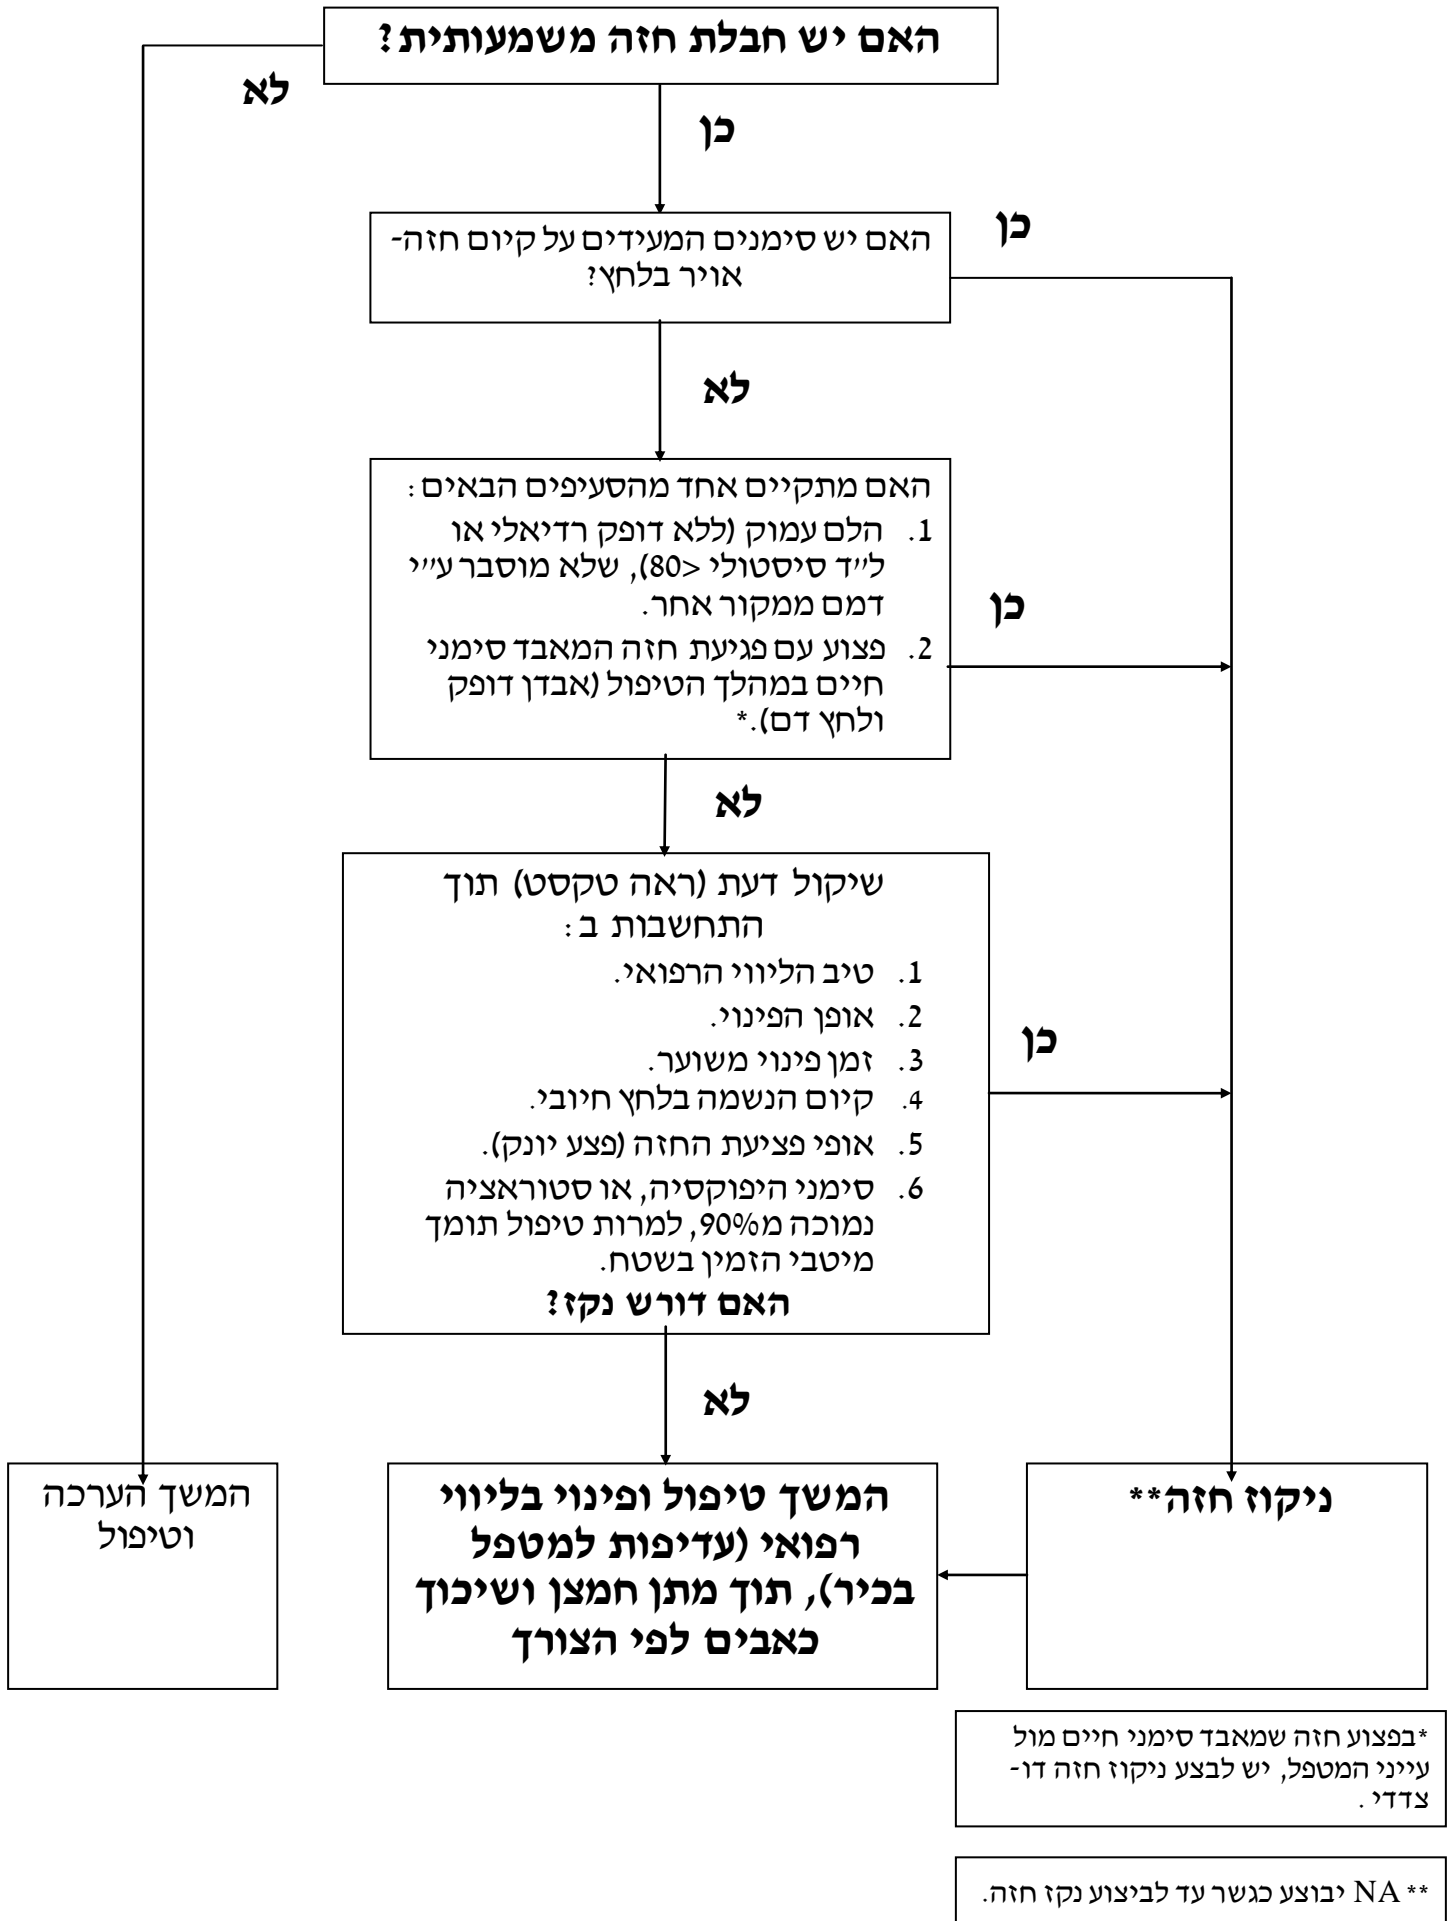 האם יש חבלת חזה משמעותית?
לא
כן
האם יש סימנים המעידים על קיום חזה-
אויר בלחץ?
כן
לא
האם מתקיים אחד מהסעיפים הבאים:
1. הלם עמוק (ללא דופק רדיאלי או
ל״ד סיסטולי <80), שלא מוסבר ע״י
דמם ממקור אחר.
2. פצוע עם פגיעת חזה המאבד סימני
חיים במהלך הטיפול (אבדן דופק
ולחץ דם).*
כן
לא
שיקול דעת (ראה טקסט) תוך
התחשבות ב:
1. טיב הליווי הרפואי.
2. אופן הפינוי.
3. זמן פינוי משוער.
4. קיום הנשמה בלחץ חיובי.
5. אופי פציעת החזה (פצע יונק).
6. סימני היפוקסיה, או סטוראציה
נמוכה מ90%, למרות טיפול תומך
מיטבי הזמין בשטח.
האם דורש נקז?
כן
לא
ניקוז חזה**
המשך טיפול ופינוי בליווי
רפואי (עדיפות למטפל
בכיר), תוך מתן חמצן ושיכוך
כאבים לפי הצורך
המשך הערכה
וטיפול
*בפצוע חזה שמאבד סימני חיים מול
עייני המטפל, יש לבצע ניקוז חזה דו-
צדדי .
** NA יבוצע כגשר עד לביצוע נקז חזה.